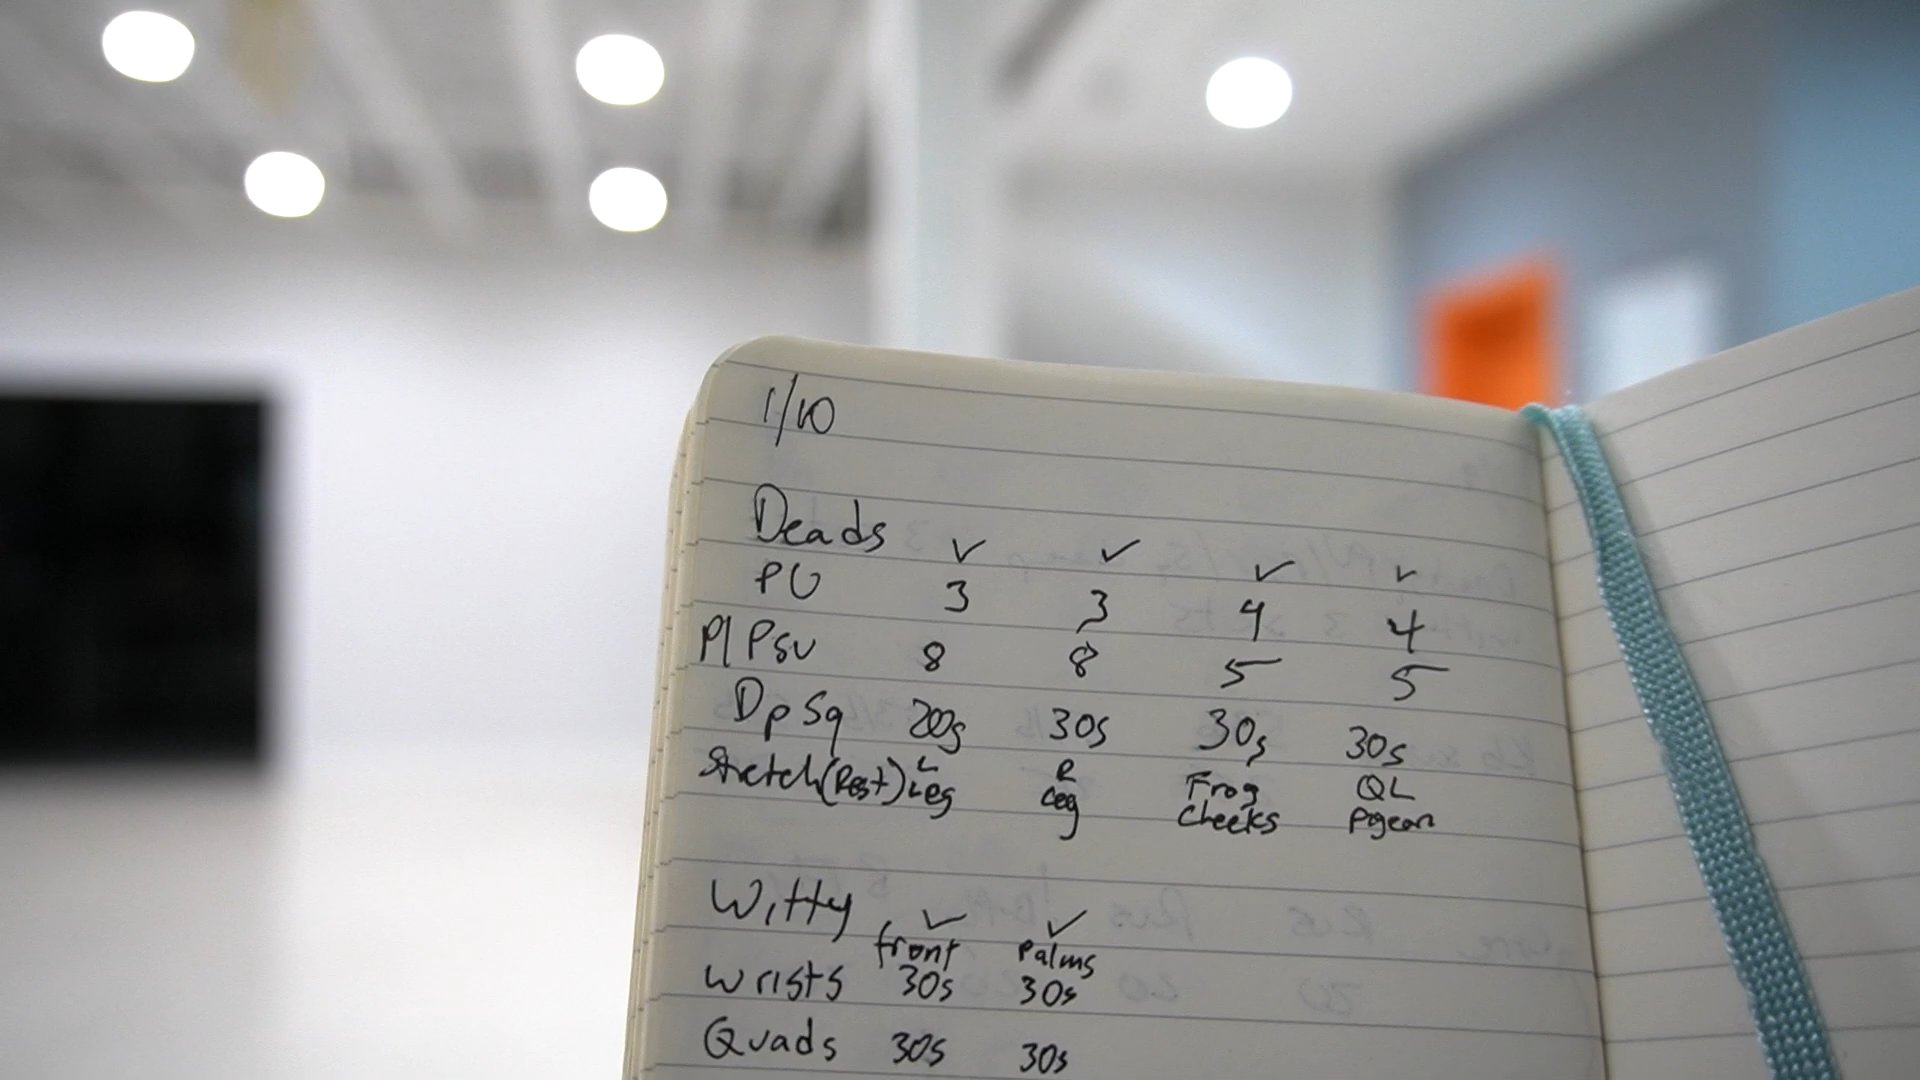 1/10
Deads ✓ ✓ ✓ ✓
PU 3 3 4 4
Pl Psu 8 8 5 5
Dp Sq 20s 30s 30s 30s
Stretch (Rest) L Leg R Leg Frog Cheeks QL Pigeon
Witty ✓ ✓
front Palms
Wrists 30s 30s
Quads 30s 30s